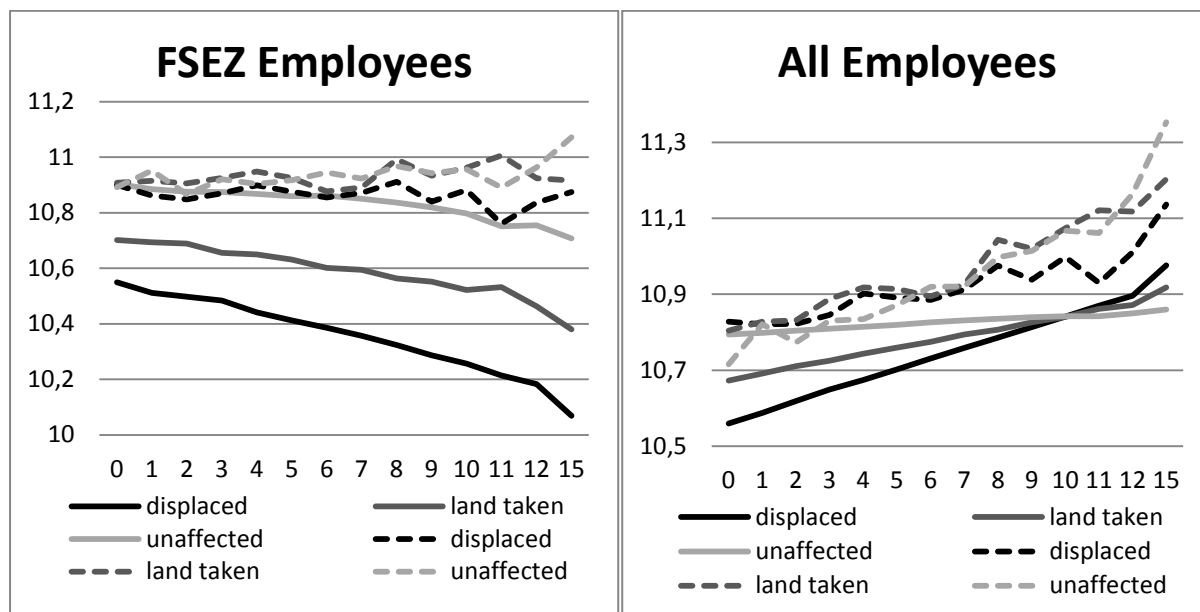 FSEZ Employees
11,2
11
10,8
10,6
10,4
10,2
10
0 1 2 3 4 5 6 7 8 9 10 11 12 15
displaced land taken
unaffected displaced
land taken unaffected
All Employees
11,3
11,1
10,9
10,7
10,5
0 1 2 3 4 5 6 7 8 9 10 11 12 15
displaced land taken
unaffected displaced
land taken unaffected